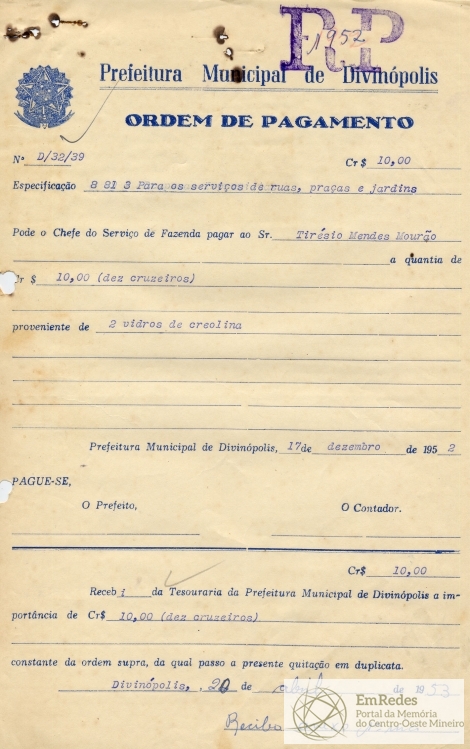 RP
-1952
Prefeitura Municipal de Divinópolis
ORDEM DE PAGAMENTO
Nº D/32/39 Cr$ 10,00
Especificação 8 81 3 Para os serviços de ruas, praças e jardins
Pode o Chefe do Serviço de Fazenda pagar ao Sr. Tirésio Mendes Mourão
a quantia de
Cr $ 10,00 (dez cruzeiros)
proveniente de 2 vidros de creolina
Prefeitura Municipal de Divinópolis, 17 de dezembro de 1952
PAGUE-SE,
O Prefeito, O Contador.
Cr$ 10,00
Recebi da Tesouraria da Prefeitura Municipal de Divinópolis a im-
portância de Cr$ 10,00 (dez cruzeiros)
constante da ordem supra, da qual passo a presente quitação em duplicata.
Divinópolis, 20 de abril de 1953
Recibo
EmRedes
Portal da Memória
do Centro-Oeste Mineiro